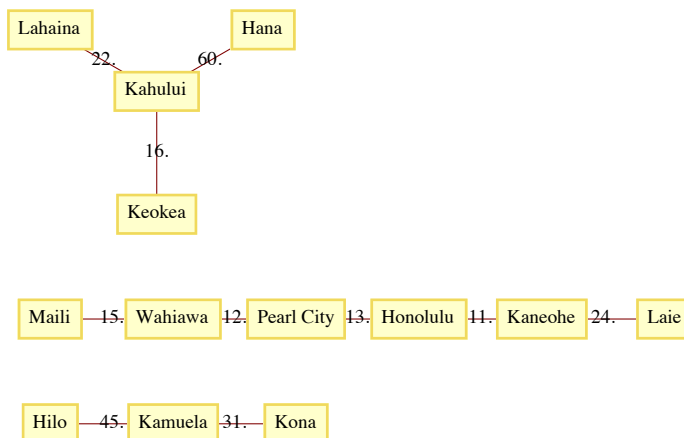 Lahaina Hana
22. 60.
Kahului
16.
Keokea
Maili 15. Wahiawa 12. Pearl City 13. Honolulu 11. Kaneohe 24. Laie
Hilo 45. Kamuela 31. Kona